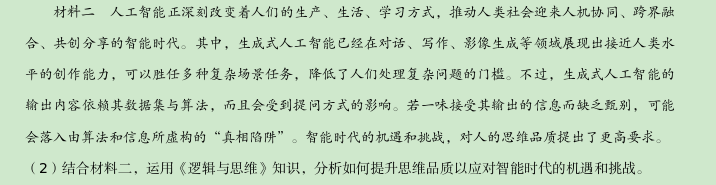 材料二　人工智能正深刻改变着人们的生产、生活、学习方式，推动人类社会迎来人机协同、跨界融
合、共创分享的智能时代。其中，生成式人工智能已经在对话、写作、影像生成等领域展现出接近人类水
平的创作能力，可以胜任多种复杂场景任务，降低了人们处理复杂问题的门槛。不过，生成式人工智能的
输出内容依赖其数据集与算法，而且会受到提问方式的影响。若一味接受其输出的信息而缺乏甄别，可能
会落入由算法和信息所虚构的“真相陷阱”。智能时代的机遇和挑战，对人的思维品质提出了更高要求。
（2）结合材料二，运用《逻辑与思维》知识，分析如何提升思维品质以应对智能时代的机遇和挑战。